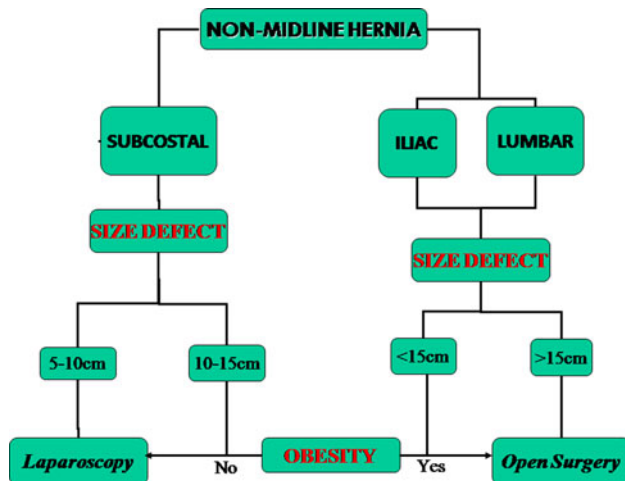 NON-MIDLINE HERNIA
SUBCOSTAL
ILIAC
LUMBAR
SIZE DEFECT
SIZE DEFECT
5-10cm
10-15cm
<15cm
>15cm
Laparoscopy
No
OBESITY
Yes
Open Surgery